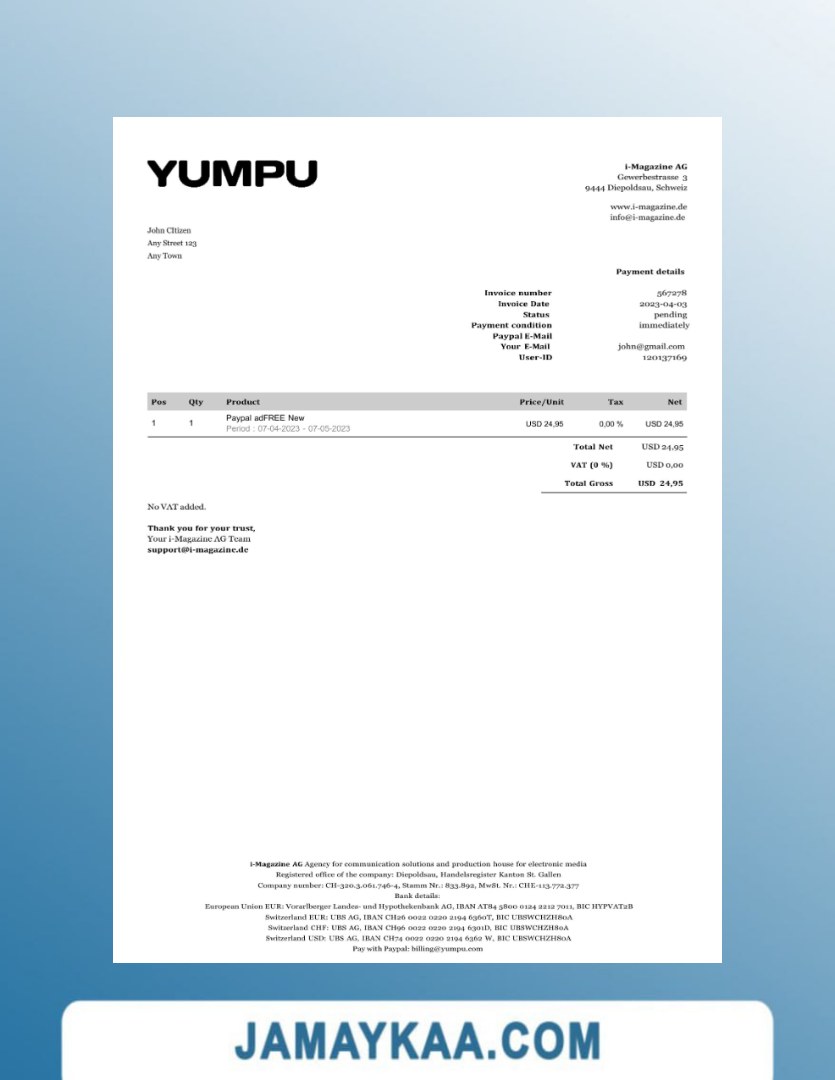 YUMPU
i-Magazine AG
Gewerbestrasse 3
9444 Diepoldsau, Schweiz
www.i-magazine.de
info@i-magazine.de
John CItizen
Any Street 123
Any Town
Payment details
Invoice number 567278
Invoice Date 2023-04-03
Status pending
Payment condition immediately
Paypal E-Mail
Your E-Mail john@gmail.com
User-ID 120137169
Pos Qty Product Price/Unit Tax Net
1 1 Paypal adFREE New USD 24,95 0,00 % USD 24,95
Period : 07-04-2023 - 07-05-2023
Total Net USD 24,95
VAT (0 %) USD 0,00
Total Gross USD 24,95
No VAT added.
Thank you for your trust,
Your i-Magazine AG Team
support@i-magazine.de
i-Magazine AG Agency for communication solutions and production house for electronic media
Registered office of the company: Diepoldsau, Handelsregister Kanton St. Gallen
Company number: CH-320.3.061.746-4, Stamm Nr.: 833.892, MwSt. Nr.: CHE-113.772.377
Bank details:
European Union EUR: Vorarlberger Landes- und Hypothekenbank AG, IBAN AT84 5800 0124 2212 7011, BIC HYPVAT2B
Switzerland EUR: UBS AG, IBAN CH26 0022 0220 2194 6360T, BIC UBSWCHZH80A
Switzerland CHF: UBS AG, IBAN CH96 0022 0220 2194 6301D, BIC UBSWCHZH80A
Switzerland USD: UBS AG, IBAN CH74 0022 0220 2194 6362 W, BIC UBSWCHZH80A
Pay with Paypal: billing@yumpu.com
JAMAYKAA.COM